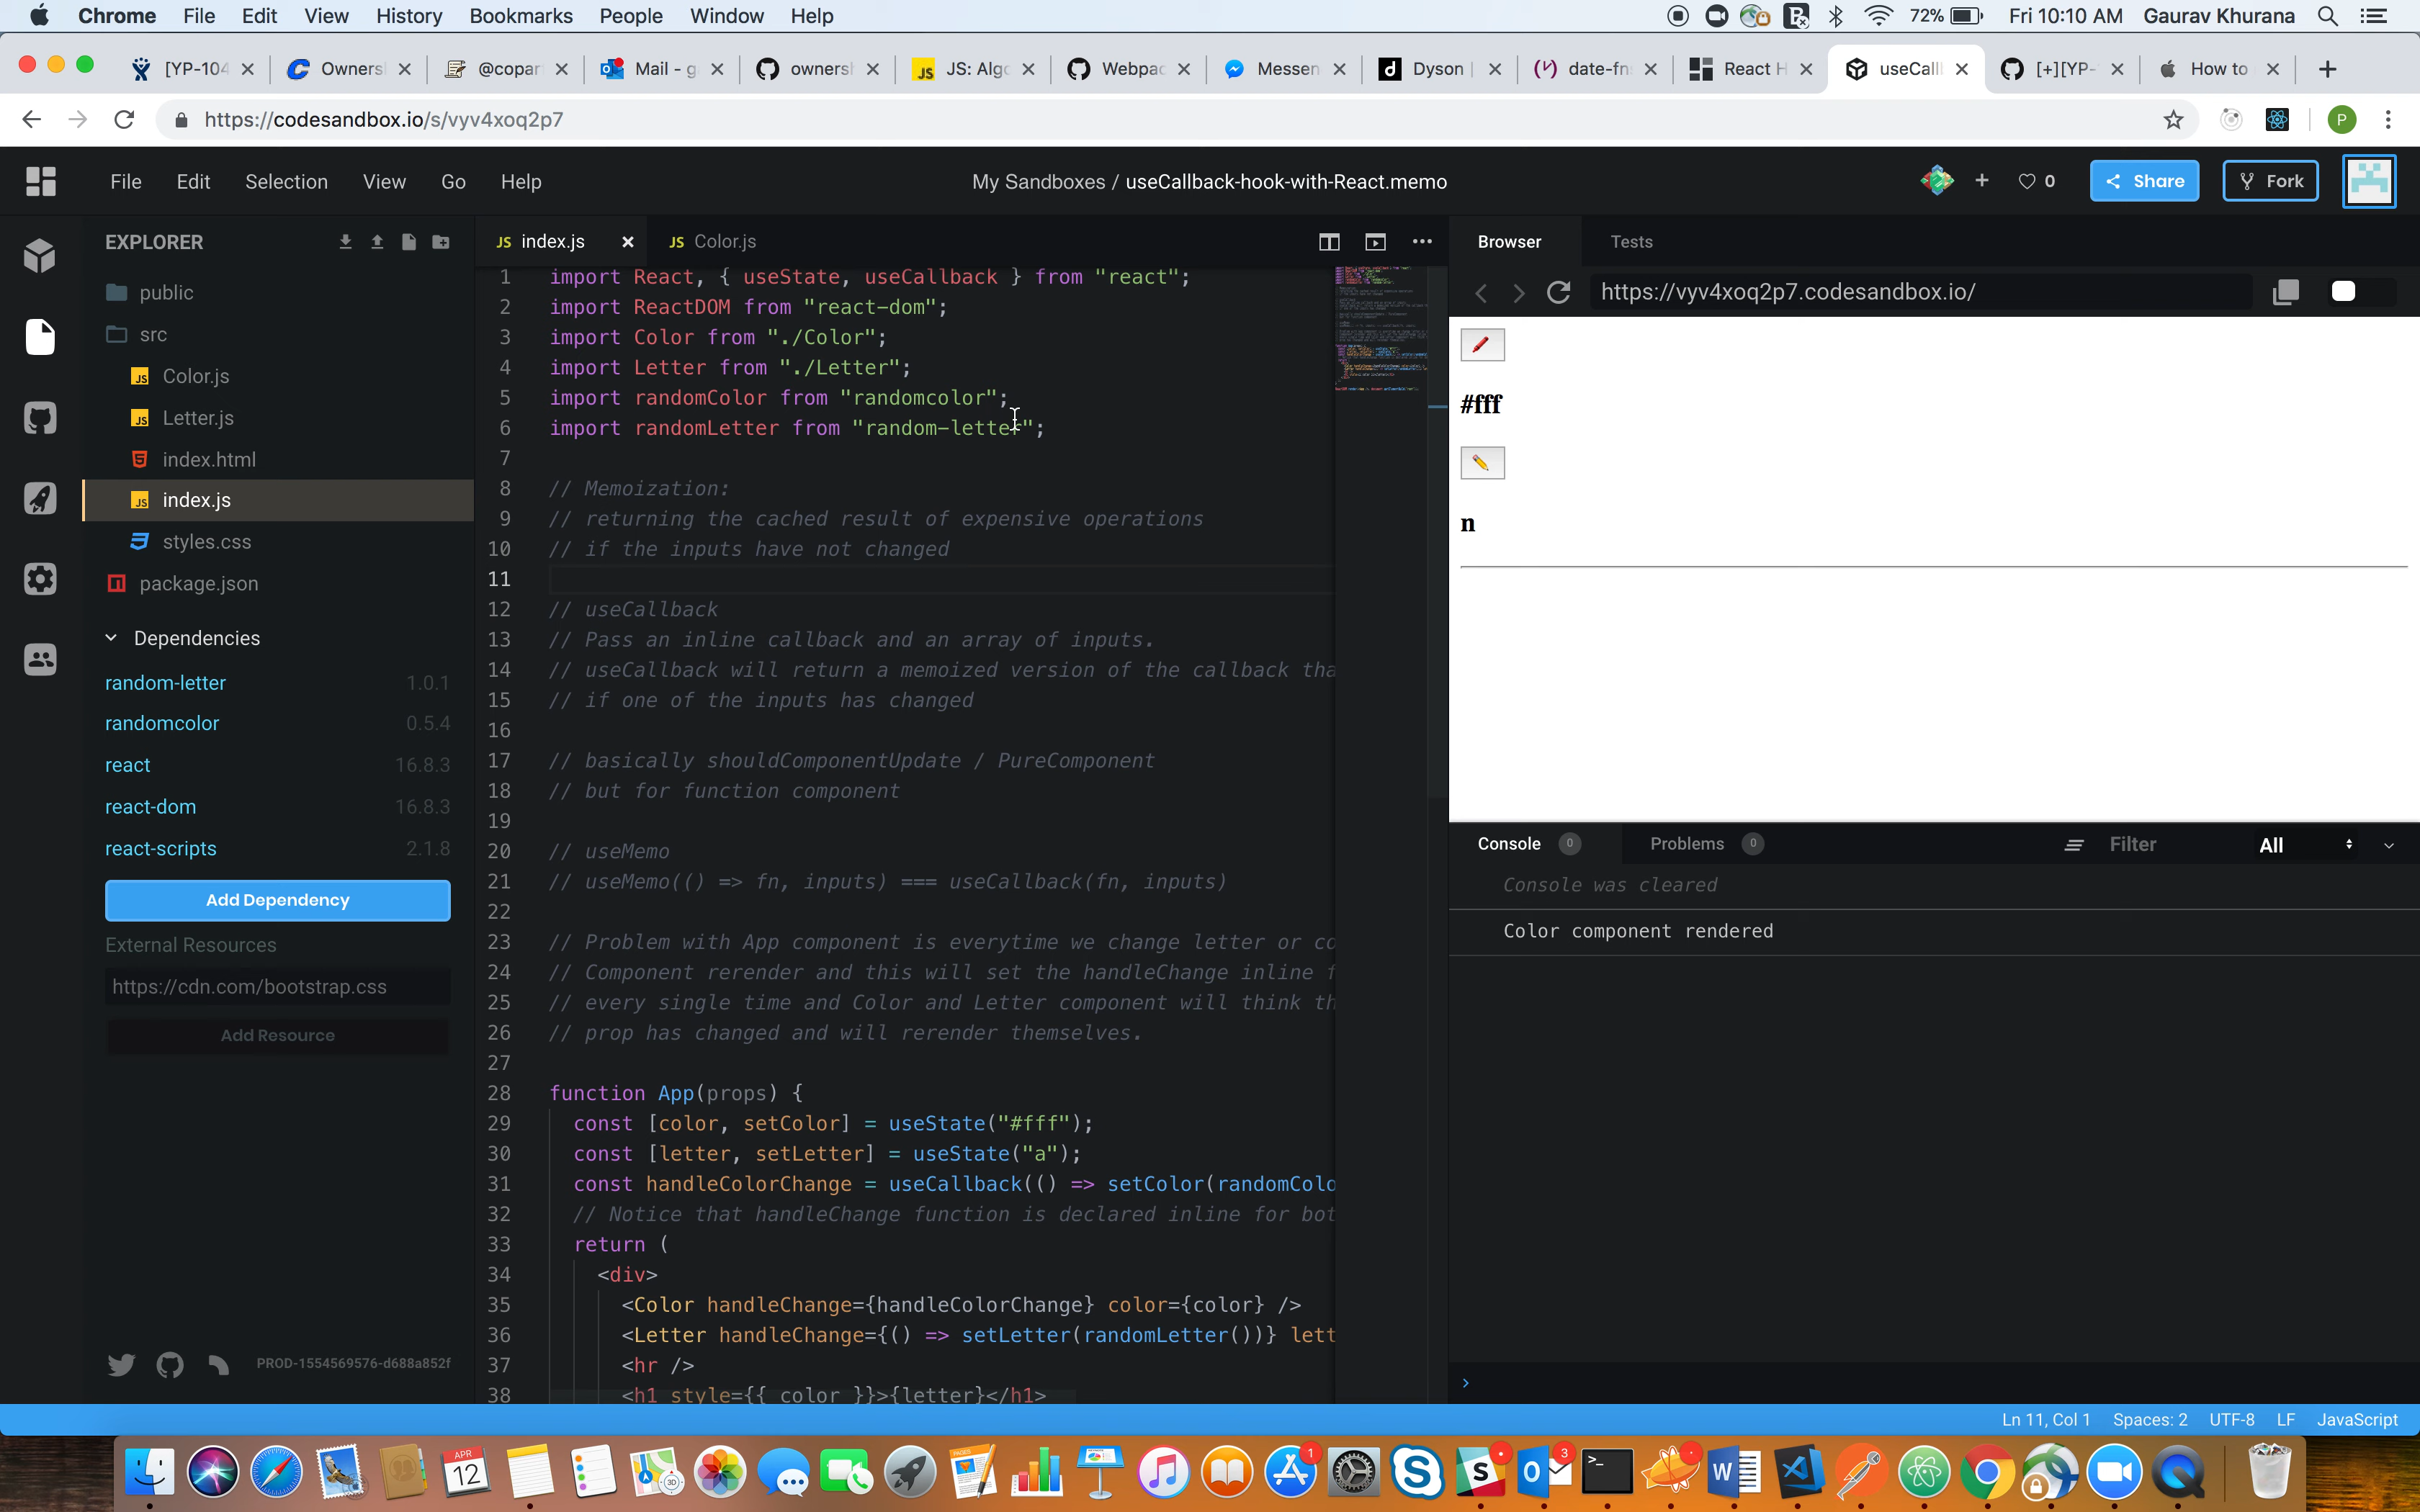 Chrome File Edit View History Bookmarks People Window Help
72% Fri 10:10 AM Gaurav Khurana
[YP-104 Owners @copar Mail - g owners JS: Algo Webpac Messen Dyson | date-fn React H useCall [+][YP- How to
https://codesandbox.io/s/vyv4xoq2p7
P
File Edit Selection View Go Help
My Sandboxes / useCallback-hook-with-React.memo
0 Share Fork
EXPLORER
public
src
Color.js
Letter.js
index.html
index.js
styles.css
package.json
Dependencies
random-letter 1.0.1
randomcolor 0.5.4
react 16.8.3
react-dom 16.8.3
react-scripts 2.1.8
Add Dependency
External Resources
https://cdn.com/bootstrap.css
Add Resource
PROD-1554569576-d688a852f
JS index.js JS Color.js
1 import React, { useState, useCallback } from "react";
2 import ReactDOM from "react-dom";
3 import Color from "./Color";
4 import Letter from "./Letter";
5 import randomColor from "randomcolor";
6 import randomLetter from "random-letter";
7
8 // Memoization:
9 // returning the cached result of expensive operations
10 // if the inputs have not changed
11
12 // useCallback
13 // Pass an inline callback and an array of inputs.
14 // useCallback will return a memoized version of the callback tha
15 // if one of the inputs has changed
16
17 // basically shouldComponentUpdate / PureComponent
18 // but for function component
19
20 // useMemo
21 // useMemo(() => fn, inputs) === useCallback(fn, inputs)
22
23 // Problem with App component is everytime we change letter or co
24 // Component rerender and this will set the handleChange inline f
25 // every single time and Color and Letter component will think th
26 // prop has changed and will rerender themselves.
27
28 function App(props) {
29 const [color, setColor] = useState("#fff");
30 const [letter, setLetter] = useState("a");
31 const handleColorChange = useCallback(() => setColor(randomColo
32 // Notice that handleChange function is declared inline for bot
33 return (
34 <div>
35 <Color handleChange={handleColorChange} color={color} />
36 <Letter handleChange={() => setLetter(randomLetter())} lett
37 <hr />
38 <h1 style={{ color }}>{letter}</h1>
Browser Tests
https://vyv4xoq2p7.codesandbox.io/
#fff
n
Console 0 Problems 0 Filter All
Console was cleared
Color component rendered
Ln 11, Col 1 Spaces: 2 UTF-8 LF JavaScript
APR
12
1
3